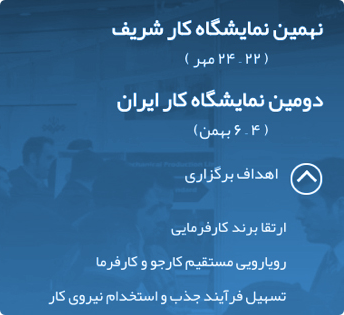 نهمین نمایشگاه کار شریف
( ۲۲ - ۲۴ مهر )
دومین نمایشگاه کار ایران
( ۴ - ۶ بهمن)
اهداف برگزاری
ارتقا برند کارفرمایی
رویارویی مستقیم کارجو و کارفرما
تسهیل فرآیند جذب و استخدام نیروی کار